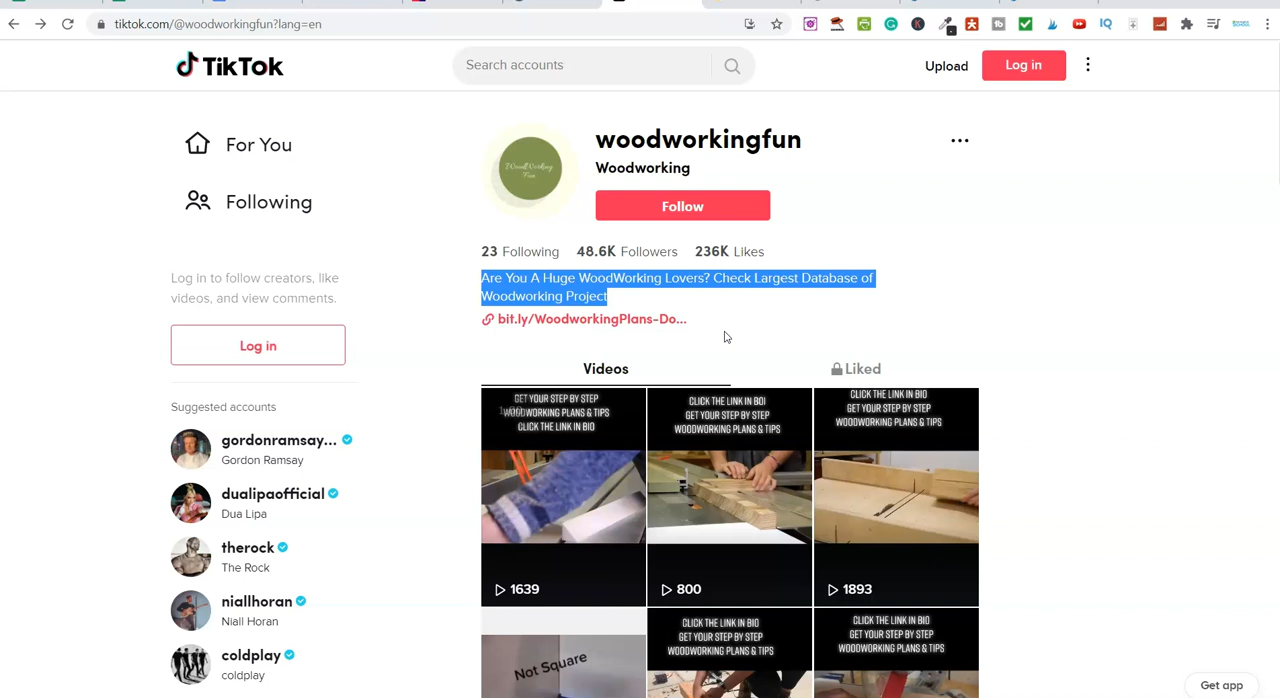 tiktok.com/@woodworkingfun?lang=en
TikTok
Search accounts
Upload
Log in
For You
Following
Log in to follow creators, like
videos, and view comments.
Log in
Suggested accounts
gordonramsay...
Gordon Ramsay
dualipaofficial
Dua Lipa
therock
The Rock
niallhoran
Niall Horan
coldplay
coldplay
woodworkingfun
Woodworking
Follow
23 Following 48.6K Followers 236K Likes
Are You A Huge WoodWorking Lovers? Check Largest Database of
Woodworking Project
bit.ly/WoodworkingPlans-Do...
Videos
Liked
GET YOUR STEP BY STEP
WOODWORKING PLANS & TIPS
CLICK THE LINK IN BIO
1639
CLICK THE LINK IN BOI
GET YOUR STEP BY STEP
WOODWORKING PLANS & TIPS
800
CLICK THE LINK IN BIO
GET YOUR STEP BY STEP
WOODWORKING PLANS & TIPS
1893
Not Square
CLICK THE LINK IN BIO
GET YOUR STEP BY STEP
WOODWORKING PLANS & TIPS
CLICK THE LINK IN BIO
GET YOUR STEP BY STEP
WOODWORKING PLANS & TIPS
Get app